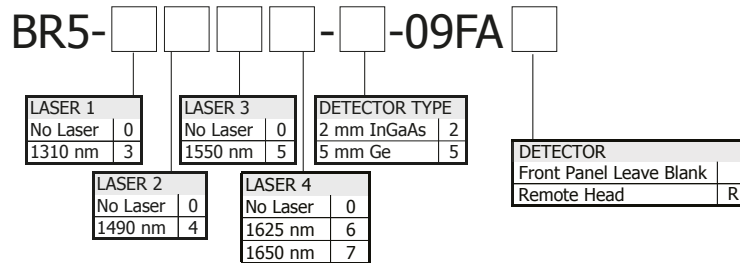 BR5- - -09FA
LASER 1
No Laser 0
1310 nm 3
LASER 2
No Laser 0
1490 nm 4
LASER 3
No Laser 0
1550 nm 5
LASER 4
No Laser 0
1625 nm 6
1650 nm 7
DETECTOR TYPE
2 mm InGaAs 2
5 mm Ge 5
DETECTOR
Front Panel Leave Blank
Remote Head R